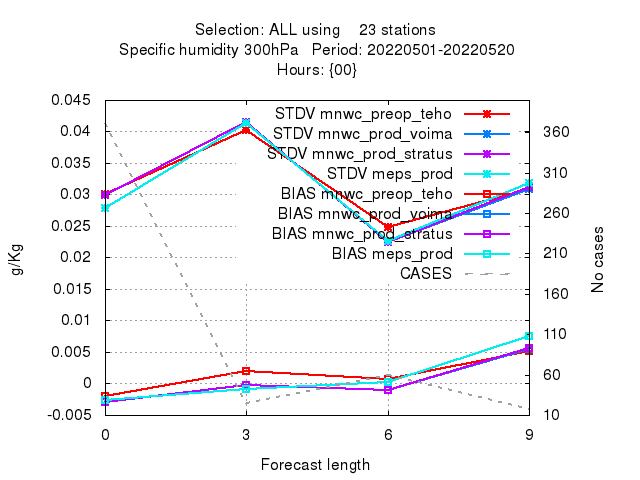 Selection: ALL using    23 stations
Specific humidity 300hPa   Period: 20220501-20220520
Hours: {00}
0.045
0.04
0.035
0.03
0.025
0.02
0.015
0.01
0.005
0
-0.005
g/Kg
STDV mnwc_preop_teho
STDV mnwc_prod_voima
STDV mnwc_prod_stratus
STDV meps_prod
BIAS mnwc_preop_teho
BIAS mnwc_prod_voima
BIAS mnwc_prod_stratus
BIAS meps_prod
CASES
360
310
260
210
160
110
60
10
No cases
0 3 6 9
Forecast length